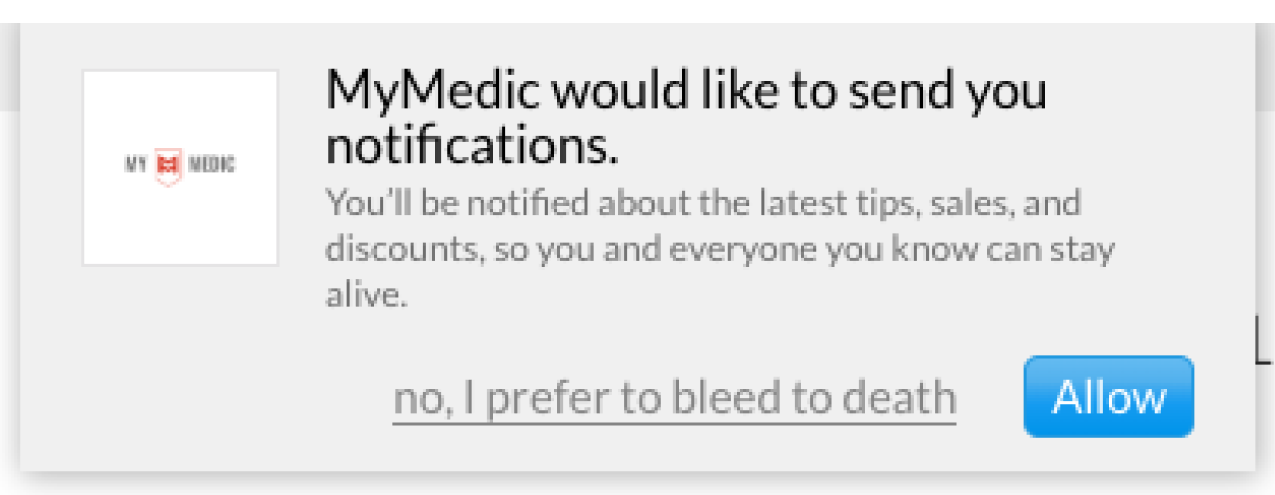 MyMedic would like to send you
notifications.
MY MEDIC
You'll be notified about the latest tips, sales, and
discounts, so you and everyone you know can stay
alive.
no, I prefer to bleed to death
Allow